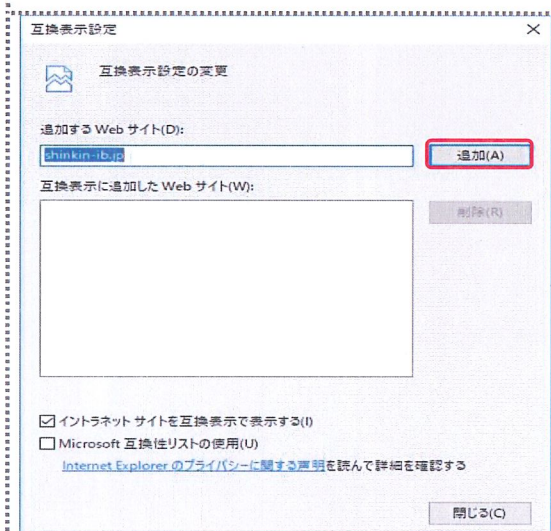 互換表示設定
互換表示設定の変更
追加する Web サイト(D):
shinkin-ib.jp
追加(A)
互換表示に追加した Web サイト(W):
削除(R)
イントラネット サイトを互換表示で表示する(I)
Microsoft 互換性リストの使用(U)
Internet Explorer のプライバシーに関する声明を読んで詳細を確認する
閉じる(C)